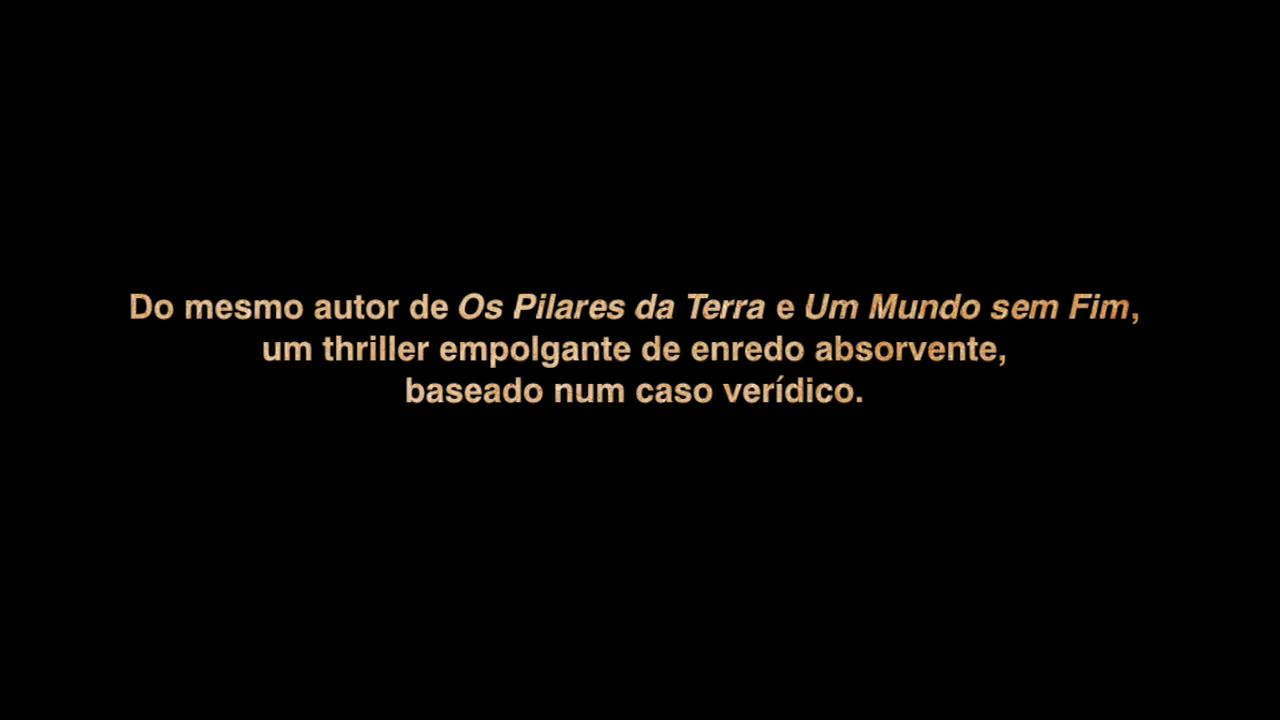 Do mesmo autor de Os Pilares da Terra e Um Mundo sem Fim,
um thriller empolgante de enredo absorvente,
baseado num caso verídico.